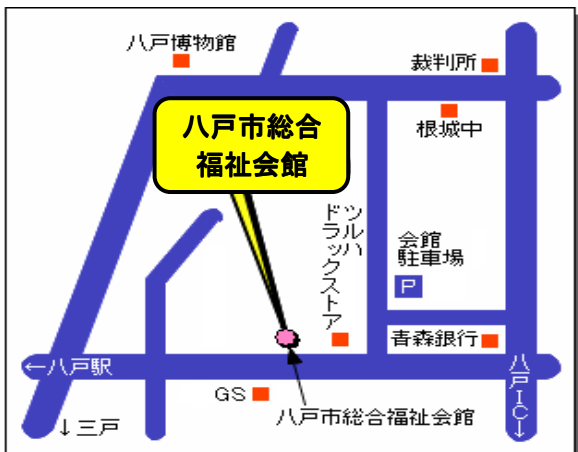 八戸博物館
裁判所
根城中
八戸市総合
福祉会館
ツルハ
ドラックストア
会館
駐車場
P
青森銀行
←八戸駅
八戸IC↓
GS
八戸市総合福祉会館
↓三戸